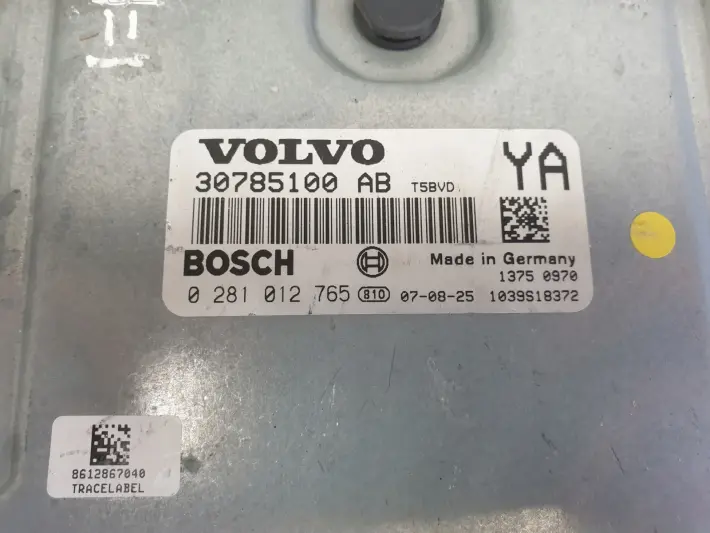 VOLVO
YA
30785100 AB T5BVD
BOSCH
Made in Germany
1375 0970
0 281 012 765 810 07-08-25 1039S18372
8612867040
TRACELABEL